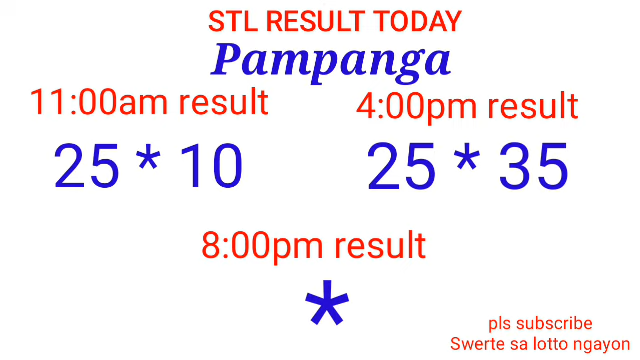 STL RESULT TODAY
Pampanga
11:00am result
25 * 10
4:00pm result
25 * 35
8:00pm result
*
pls subscribe
Swerte sa lotto ngayon